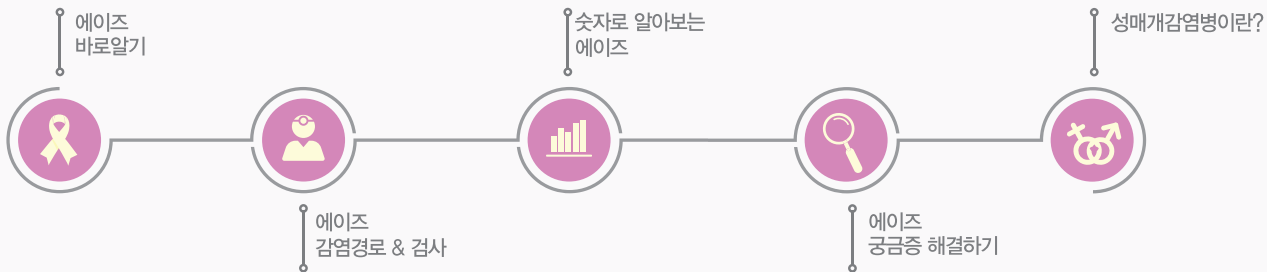 에이즈
바로알기
에이즈
감염경로 & 검사
숫자로 알아보는
에이즈
에이즈
궁금증 해결하기
성매개감염병이란?